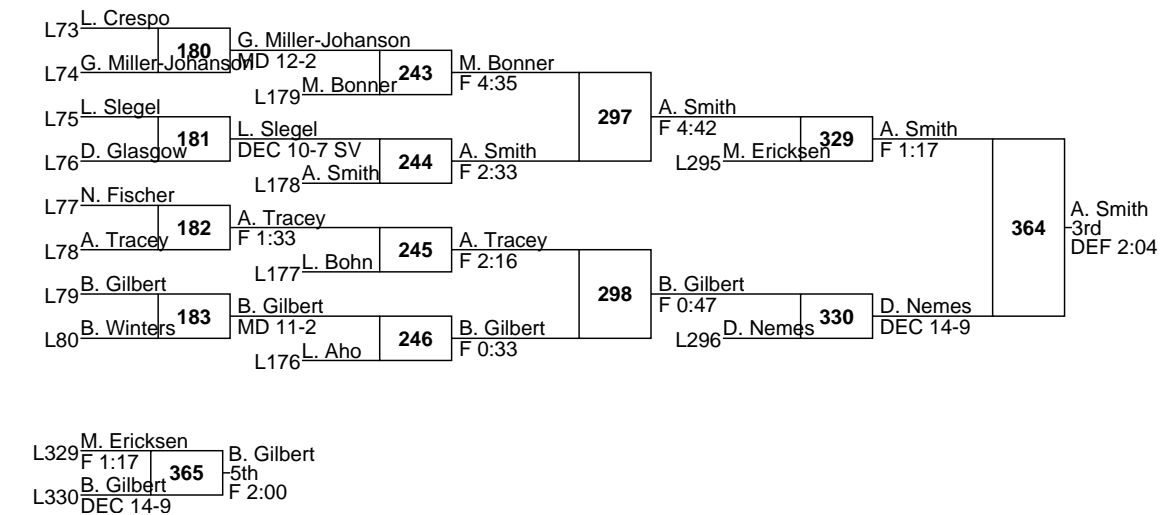 L73 L. Crespo
180
L74 G. Miller-Johanson
G. Miller-Johanson
MD 12-2
243
L179 M. Bonner
M. Bonner
F 4:35
L75 L. Slegel
181
L76 D. Glasgow
L. Slegel
DEC 10-7 SV
244
L178 A. Smith
A. Smith
F 2:33
297
A. Smith
F 4:42
329
L295 M. Ericksen
A. Smith
F 1:17
L77 N. Fischer
182
L78 A. Tracey
A. Tracey
F 1:33
245
L177 L. Bohn
A. Tracey
F 2:16
L79 B. Gilbert
183
L80 B. Winters
B. Gilbert
MD 11-2
246
L176 L. Aho
B. Gilbert
F 0:33
298
B. Gilbert
F 0:47
330
L296 D. Nemes
D. Nemes
DEC 14-9
364
A. Smith
3rd
DEF 2:04
L329 M. Ericksen
F 1:17
365
L330 B. Gilbert
DEC 14-9
B. Gilbert
5th
F 2:00